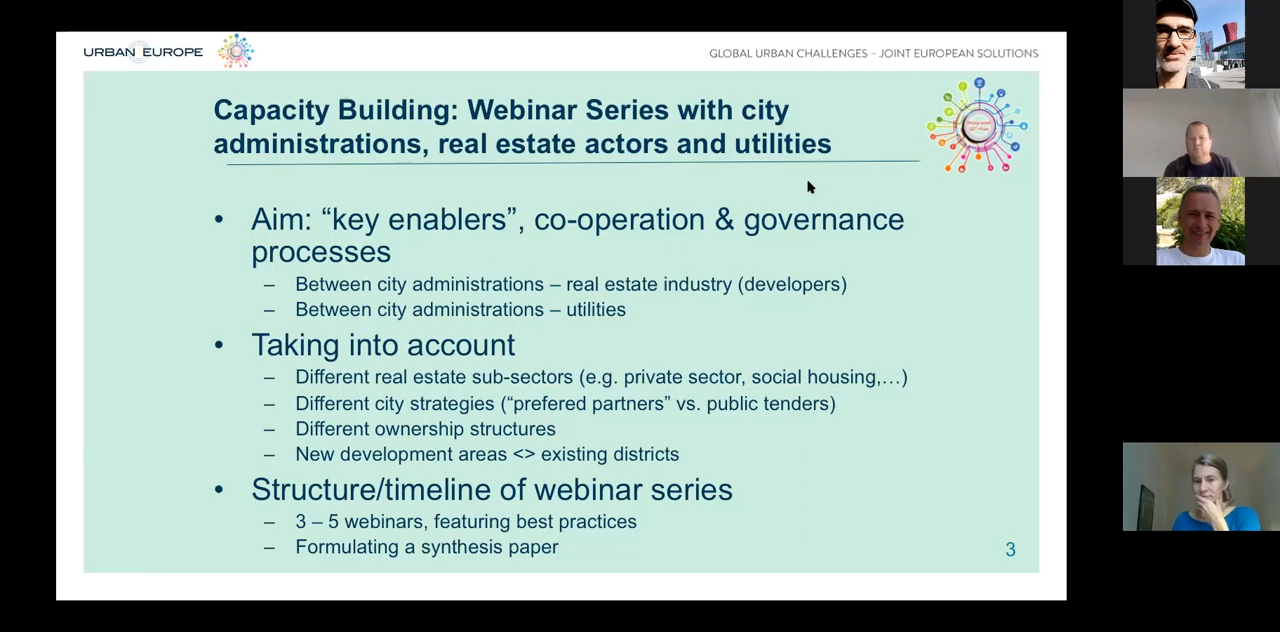 URBAN EUROPE
GLOBAL URBAN CHALLENGES – JOINT EUROPEAN SOLUTIONS
Capacity Building: Webinar Series with city
administrations, real estate actors and utilities
• Aim: “key enablers”, co-operation & governance
processes
– Between city administrations – real estate industry (developers)
– Between city administrations – utilities
• Taking into account
– Different real estate sub-sectors (e.g. private sector, social housing,…)
– Different city strategies (“prefered partners” vs. public tenders)
– Different ownership structures
– New development areas <> existing districts
• Structure/timeline of webinar series
– 3 – 5 webinars, featuring best practices
– Formulating a synthesis paper
3